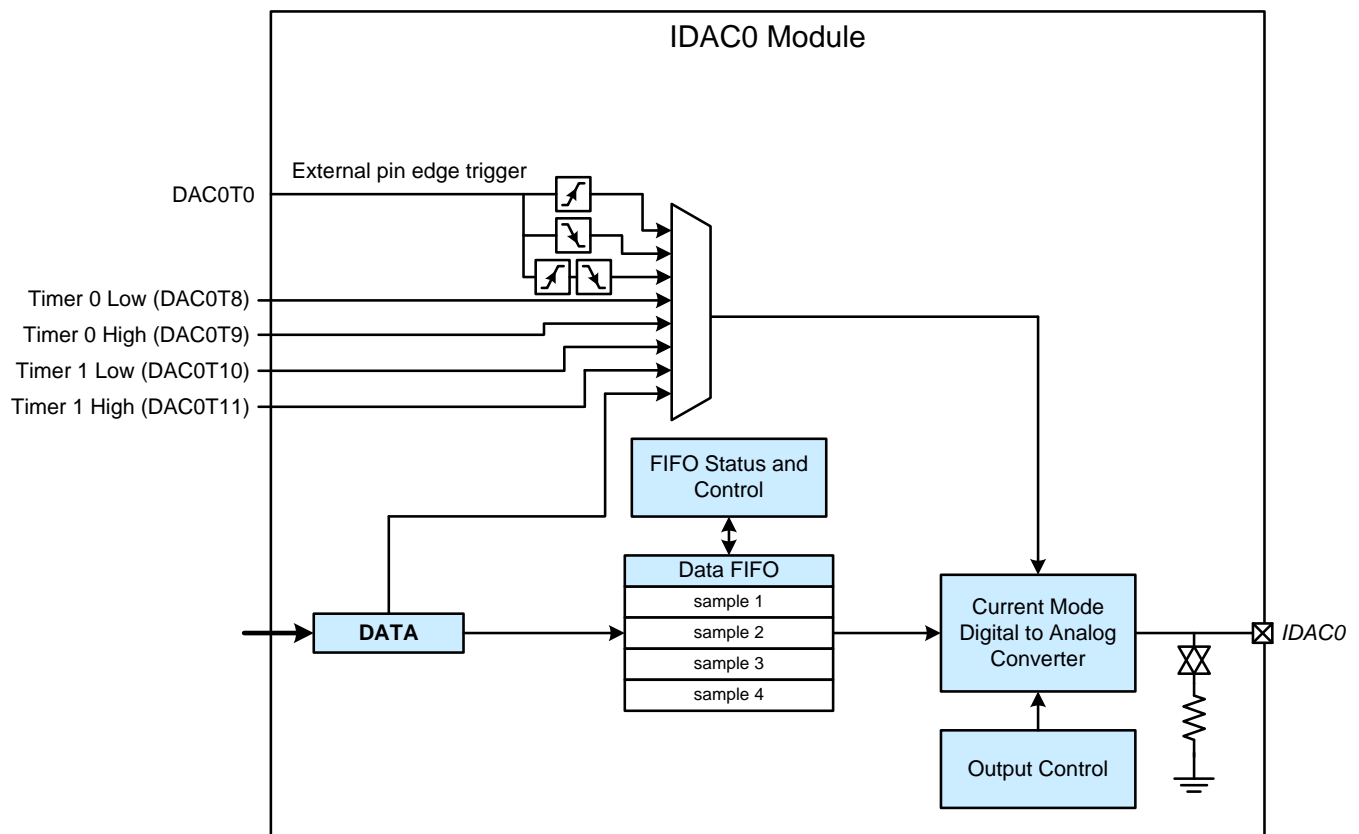 IDAC0 Module
External pin edge trigger
DAC0T0
Timer 0 Low (DAC0T8)
Timer 0 High (DAC0T9)
Timer 1 Low (DAC0T10)
Timer 1 High (DAC0T11)
FIFO Status and
Control
Data FIFO
sample 1
sample 2
sample 3
sample 4
DATA
Current Mode
Digital to Analog
Converter
IDAC0
Output Control